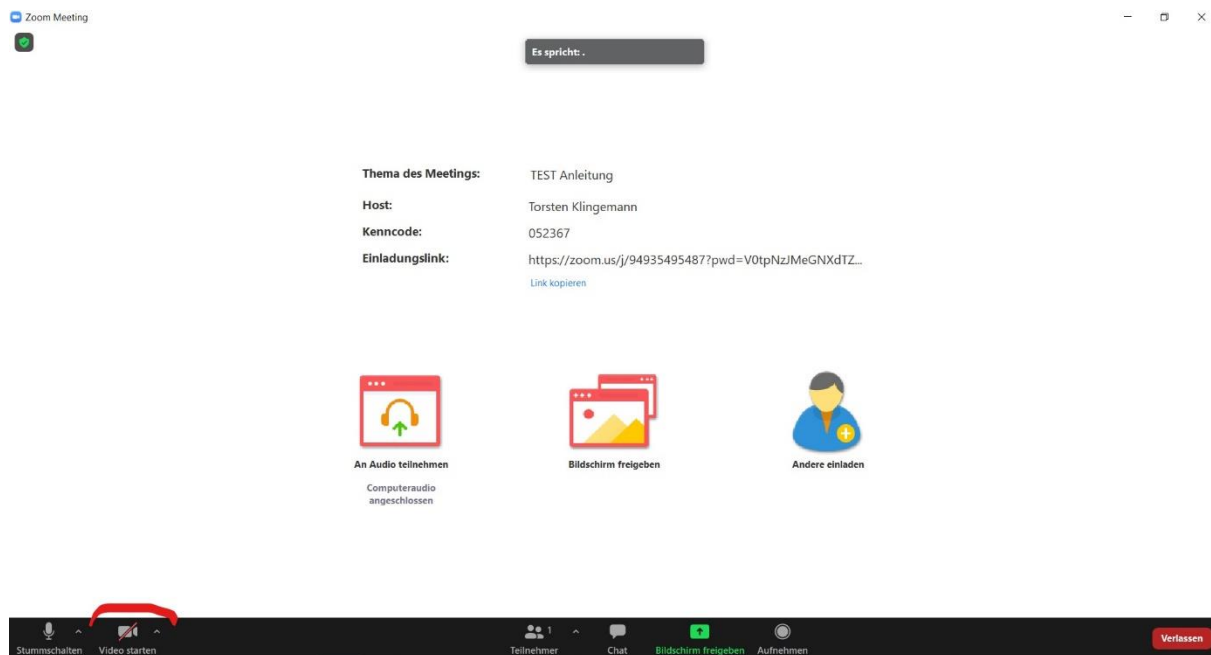 Zoom Meeting
Es spricht: .
Thema des Meetings: TEST Anleitung
Host: Torsten Klingemann
Kenncode: 052367
Einladungslink: https://zoom.us/j/94935495487?pwd=V0tpNzJMeGNXdTZ...
Link kopieren
An Audio teilnehmen Bildschirm freigeben Andere einladen
Computeraudio
angeschlossen
1
Stummschalten Video starten Teilnehmer Chat Bildschirm freigeben Aufnehmen Verlassen